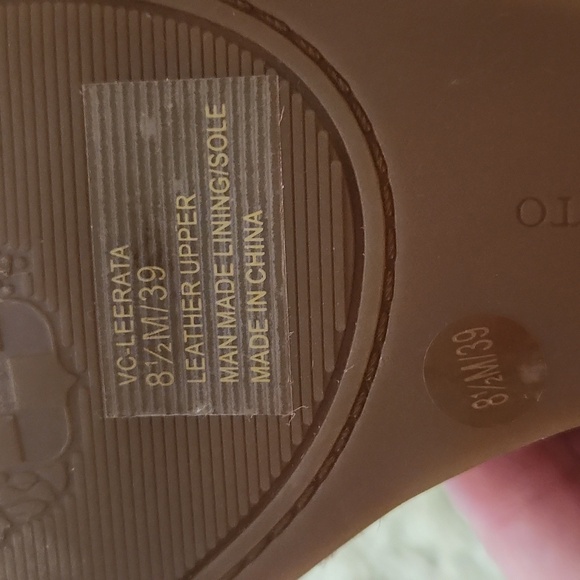 VC-LEERATA
8½M/39
LEATHER UPPER
MAN MADE LINING/SOLE
MADE IN CHINA
8½M/39